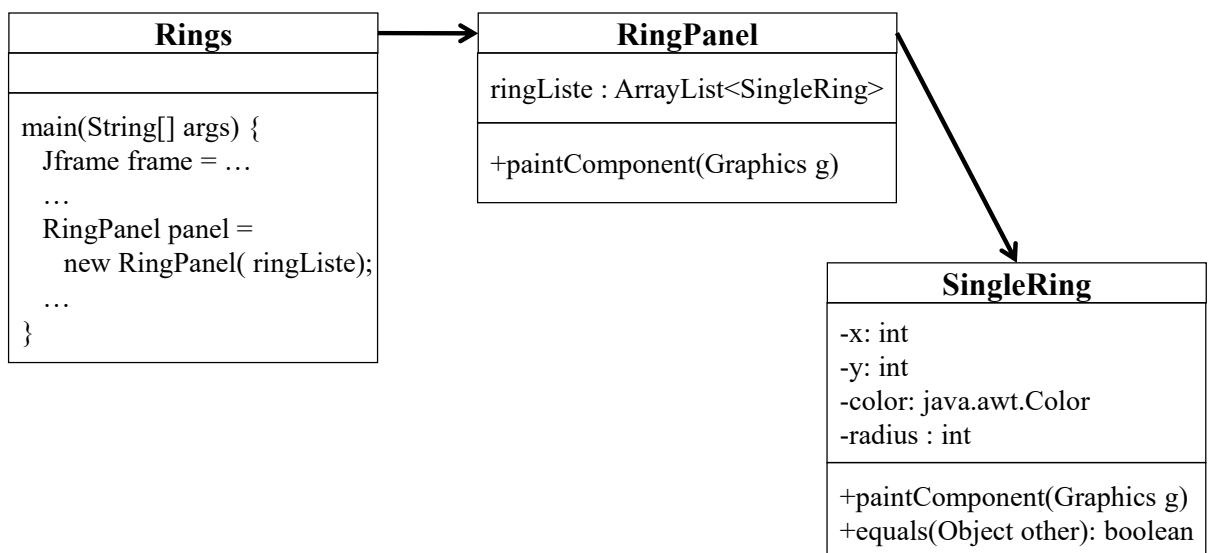 Rings
main(String[] args) {
Jframe frame = …
…
RingPanel panel =
new RingPanel( ringListe);
…
}
RingPanel
ringListe : ArrayList<SingleRing>
+paintComponent(Graphics g)
SingleRing
-x: int
-y: int
-color: java.awt.Color
-radius : int
+paintComponent(Graphics g)
+equals(Object other): boolean